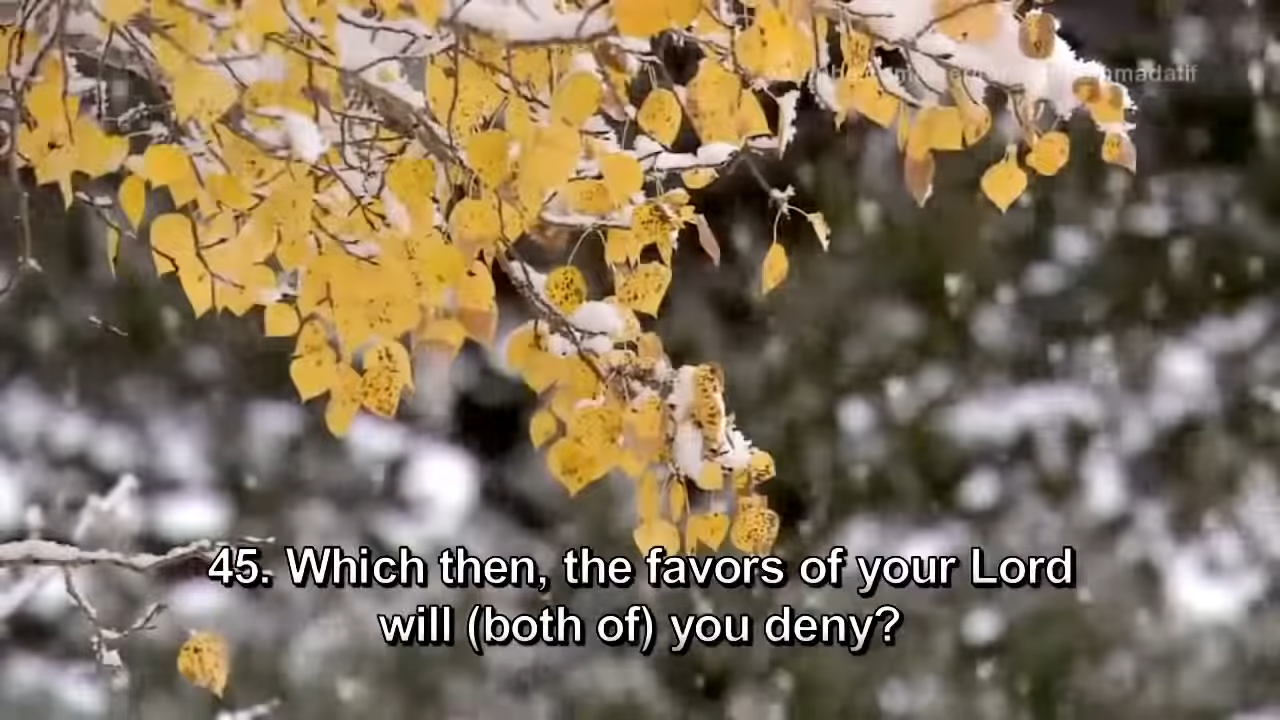 45. Which then, the favors of your Lord
will (both of) you deny?